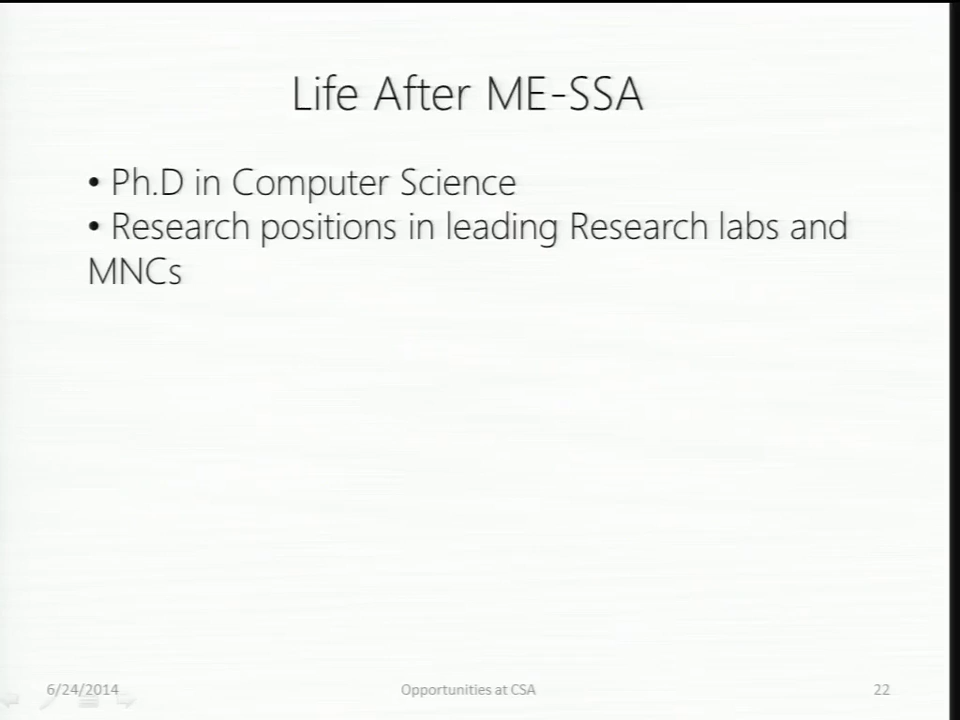 Life After ME-SSA
• Ph.D in Computer Science
• Research positions in leading Research labs and
MNCs
6/24/2014 Opportunities at CSA 22